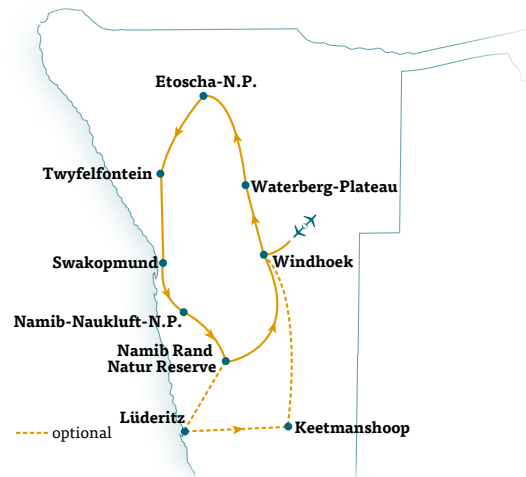 Etoscha-N.P.
Twyfelfontein
Waterberg-Plateau
Swakopmund
Windhoek
Namib-Naukluft-N.P.
Namib Rand
Natur Reserve
Lüderitz
Keetmanshoop
optional